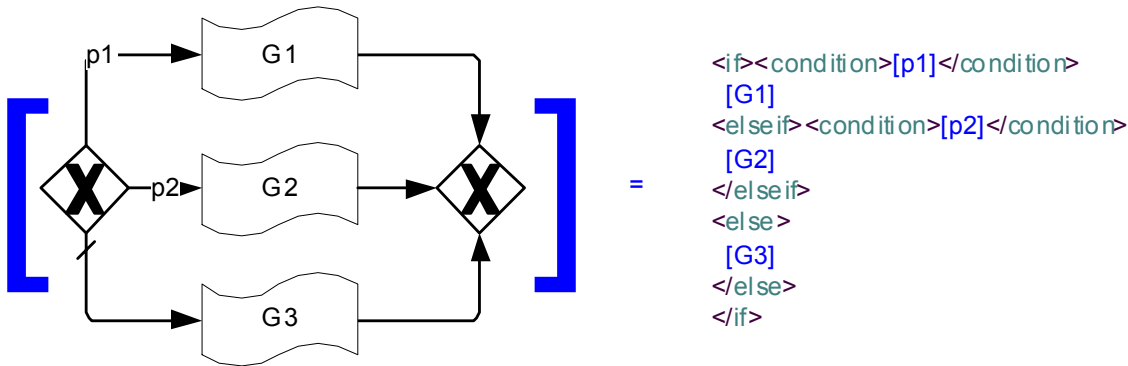 p1
G1
X
p2
G2
X
G3
=
<if><condition>[p1]</condition>
[G1]
<elseif><condition>[p2]</condition>
[G2]
</elseif>
<else>
[G3]
</else>
</if>